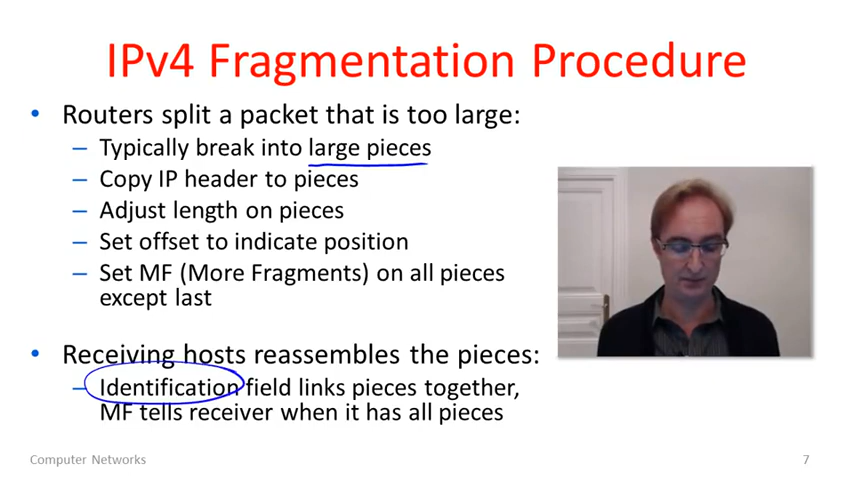 IPv4 Fragmentation Procedure
• Routers split a packet that is too large:
– Typically break into large pieces
– Copy IP header to pieces
– Adjust length on pieces
– Set offset to indicate position
– Set MF (More Fragments) on all pieces
except last
• Receiving hosts reassembles the pieces:
– Identification field links pieces together,
MF tells receiver when it has all pieces
Computer Networks
7